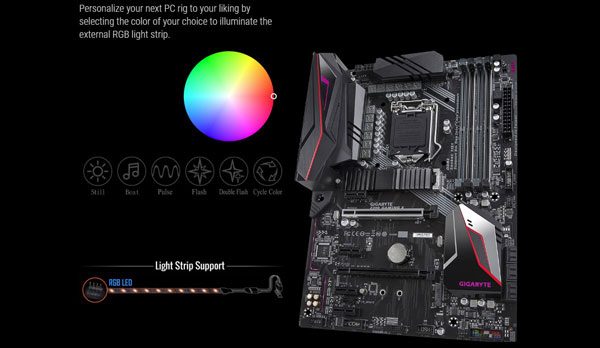 Personalize your next PC rig to your liking by
selecting the color of your choice to illuminate the
external RGB light strip.
Still
Beat
Pulse
Flash
Double Flash
Cycle Color
GIGABYTE
Light Strip Support
RGB LED
GIGABYTE